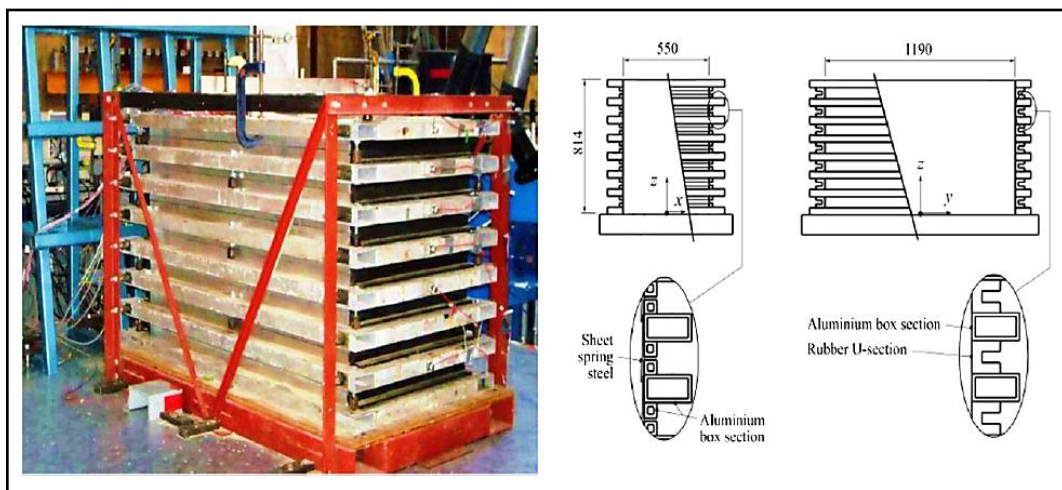 550
1190
814
z
x
z
y
Sheet
spring
steel
Aluminium
box section
Aluminium box section
Rubber U-section